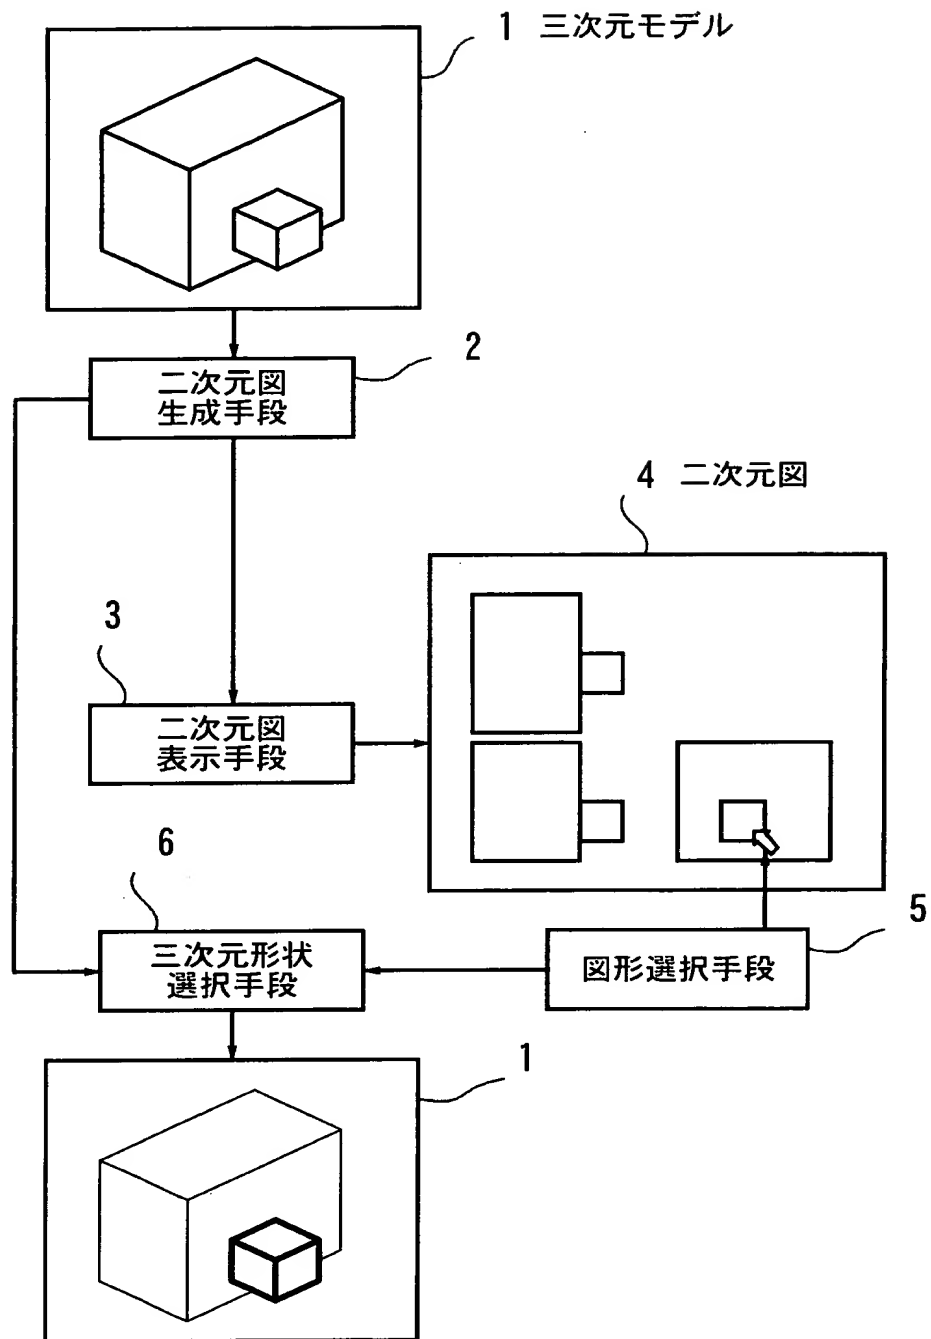 1 三次元モデル
2
二次元図
生成手段
4 二次元図
3
二次元図
表示手段
6
三次元形状
選択手段
5
図形選択手段
1